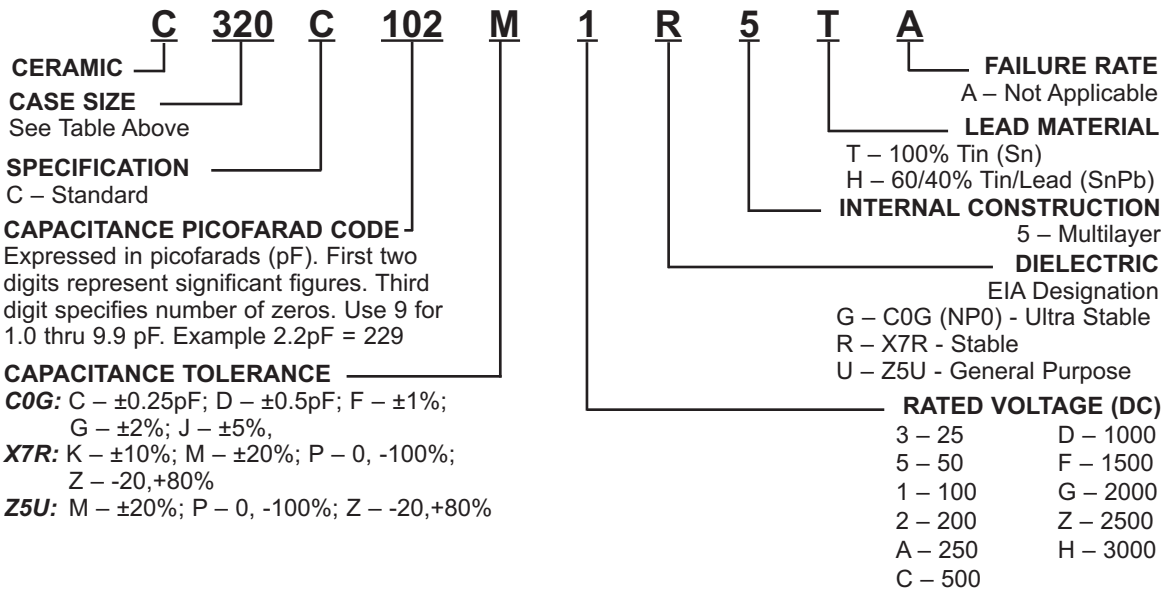 C 320 C 102 M 1 R 5 T A
CERAMIC
CASE SIZE
See Table Above
SPECIFICATION
C – Standard
CAPACITANCE PICOFARAD CODE
Expressed in picofarads (pF). First two
digits represent significant figures. Third
digit specifies number of zeros. Use 9 for
1.0 thru 9.9 pF. Example 2.2pF = 229
CAPACITANCE TOLERANCE
C0G: C – ±0.25pF; D – ±0.5pF; F – ±1%;
G – ±2%; J – ±5%,
X7R: K – ±10%; M – ±20%; P – 0, -100%;
Z – -20,+80%
Z5U: M – ±20%; P – 0, -100%; Z – -20,+80%
FAILURE RATE
A – Not Applicable
LEAD MATERIAL
T – 100% Tin (Sn)
H – 60/40% Tin/Lead (SnPb)
INTERNAL CONSTRUCTION
5 – Multilayer
DIELECTRIC
EIA Designation
G – C0G (NP0) - Ultra Stable
R – X7R - Stable
U – Z5U - General Purpose
RATED VOLTAGE (DC)
3 – 25 D – 1000
5 – 50 F – 1500
1 – 100 G – 2000
2 – 200 Z – 2500
A – 250 H – 3000
C – 500